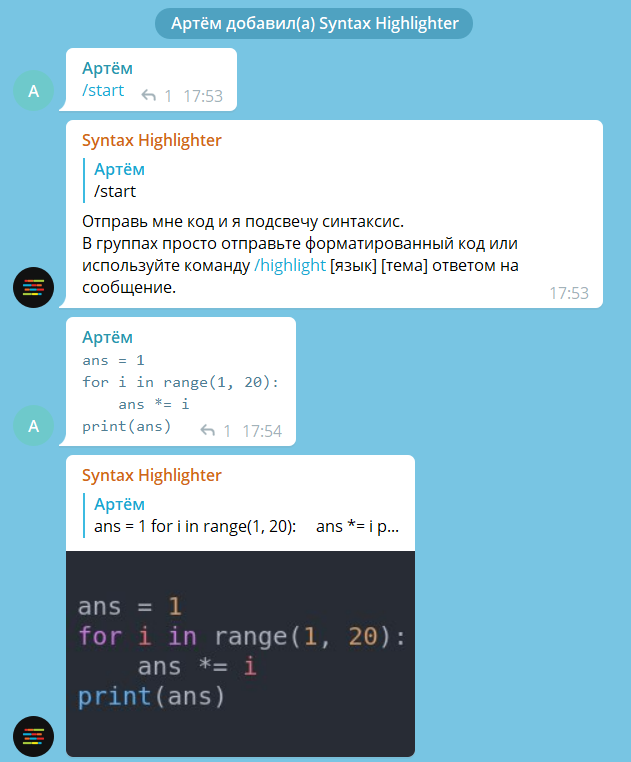 Артём добавил(а) Syntax Highlighter
Артём
/start
1 17:53
Syntax Highlighter
Артём
/start
Отправь мне код и я подсвечу синтаксис.
В группах просто отправьте форматированный код или
используйте команду /highlight [язык] [тема] ответом на
сообщение.
17:53
Артём
ans = 1
for i in range(1, 20):
    ans *= i
print(ans)
1 17:54
A
A
Syntax Highlighter
Артём
ans = 1 for i in range(1, 20):     ans *= i p...
ans = 1
for i in range(1, 20):
    ans *= i
print(ans)